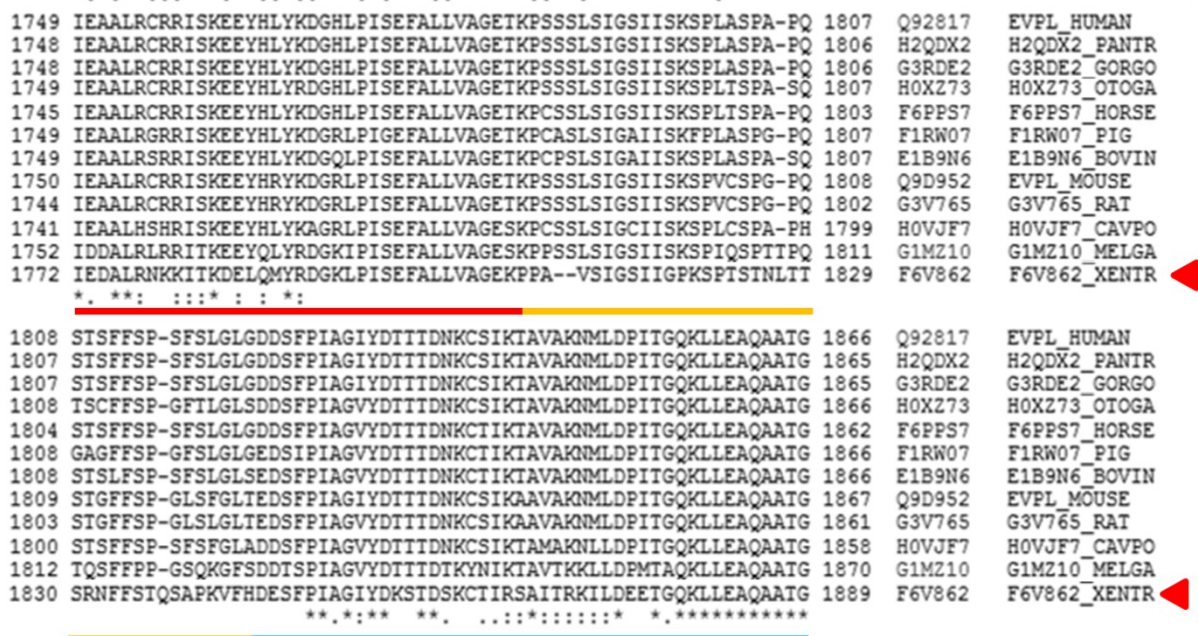 1749 IEAALRCRRISKEEYHLYKDGHLPISEFALLVAGETKPSSSLSIGSIISKSPLASPA-PQ 1807 Q92817 EVPL_HUMAN
1748 IEAALRCRRISKEEYHLYKDGHLPISEFALLVAGETKPSSSLSIGSIISKSPLASPA-PQ 1806 H2QDX2 H2QDX2_PANTR
1748 IEAALRCRRISKEEYHLYKDGHLPISEFALLVAGETKPSSSLSIGSIISKSPLASPA-PQ 1806 G3RDE2 G3RDE2_GORGO
1749 IEAALRCRRISKEEYHLYRDGHLPISEFALLVAGETKPSSSLSIGSIISKSPLTSPA-SQ 1807 H0XZ73 H0XZ73_OTOGA
1745 IEAALRCRRISKEEYHLYKDGHLPISEFALLVAGETKPCSSLSIGSIISKSPLTSPA-PQ 1803 F6PPS7 F6PPS7_HORSE
1749 IEAALRGRRISKEEYHLYKDGRLPIGEFALLVAGETKPCASLSIGAIISKFPLASPG-PQ 1807 F1RW07 F1RW07_PIG
1749 IEAALRSRRISKEEYHLYKDGQLPISEFALLVAGETKPCPSLSIGAIISKSPLASPA-SQ 1807 E1B9N6 E1B9N6_BOVIN
1750 IEAALRCRRISKEEYHRYKDGRLPISEFALLVAGETKPSSSLSIGSIISKSPVCSPG-PQ 1808 Q9D952 EVPL_MOUSE
1744 IEAALRCRRISKEEYHRYKDGRLPISEFALLVAGETKPSSSLSIGSIISKSPVCSPG-PQ 1802 G3V765 G3V765_RAT
1741 IEAALHSHRISKEEYHLYKAGRLPISEFALLVAGESKPCSSLSIGCIISKSPLCSPA-PH 1799 H0VJF7 H0VJF7_CAVPO
1752 IDDALRLRRITKEEYQLYRDGKIPISEFALLVAGESKPPSSLSIGSIISKSPIQSPTTPQ 1811 G1MZ10 G1MZ10_MELGA
1772 IEDALRNKKITKDELQMYRDGKLPISEFALLVAGEKPPA--VSIGSIIGPKSPTSTNLTT 1829 F6V862 F6V862_XENTR
*. **: :::* : : *:
1808 STSFFSP-SFSLGLGDDSFPIAGIYDTTTDNKCSIKTAVAKNMLDPITGQKLLEAQAATG 1866 Q92817 EVPL_HUMAN
1807 STSFFSP-SFSLGLGDDSFPIAGIYDTTTDNKCSIKTAVAKNMLDPITGQKLLEAQAATG 1865 H2QDX2 H2QDX2_PANTR
1807 STSFFSP-SFSLGLGDDSFPIAGIYDTTTDNKCSIKTAVAKNMLDPITGQKLLEAQAATG 1865 G3RDE2 G3RDE2_GORGO
1808 TSCFFSP-GFTLGLSDDSFPIAGVYDTTTDNKCSIKTAVAKNMLDPITGQKLLEAQAATG 1866 H0XZ73 H0XZ73_OTOGA
1804 STSFFSP-SFSLGLGDDSFPIAGVYDTTTDNKCSIKTAVAKNMLDPITGQKLLEAQAATG 1862 F6PPS7 F6PPS7_HORSE
1808 GAGFFSP-SFSLGLGEDSIPIAGVYDTTTDNKCSIKTAVAKNMLDPITGQKLLEAQAATG 1866 F1RW07 F1RW07_PIG
1808 STSLFSP-SFSLGLSEDSFPIAGVYDTTTDNKCTIKTAVAKNMLDPITGQKLLEAQAATG 1866 E1B9N6 E1B9N6_BOVIN
1809 STGFFSP-GLSFGLTEDSFPIAGVYDTTTDNKCSIKAAVAKNMLDPITGQKLLEAQAATG 1867 Q9D952 EVPL_MOUSE
1803 STGFFSP-GLSLGLTEDSFPIAGVYDTTTDNKCSIKAAVAKNMLDPITGQKLLEAQAATG 1861 G3V765 G3V765_RAT
1800 STSFFSP-SFSFGLADDSFPIAGVYDTTTDNKCSIKTAMAKNLLDPITGQKLLEAQAATG 1858 H0VJF7 H0VJF7_CAVPO
1812 TQSFFPP-GSQKGFSDDTSPIAGVYDTTTDTKYNIKTAVTKKLLDPMTAQKLLEAQAATG 1870 G1MZ10 G1MZ10_MELGA
1830 SRNFFSTQSAPKVFHDESFPIAGVYDKSTDSKCTIRSAITRKILDEETGQKLLEAQAATG 1889 F6V862 F6V862_XENTR
**.*:** **. ..::*::::::* *.***********